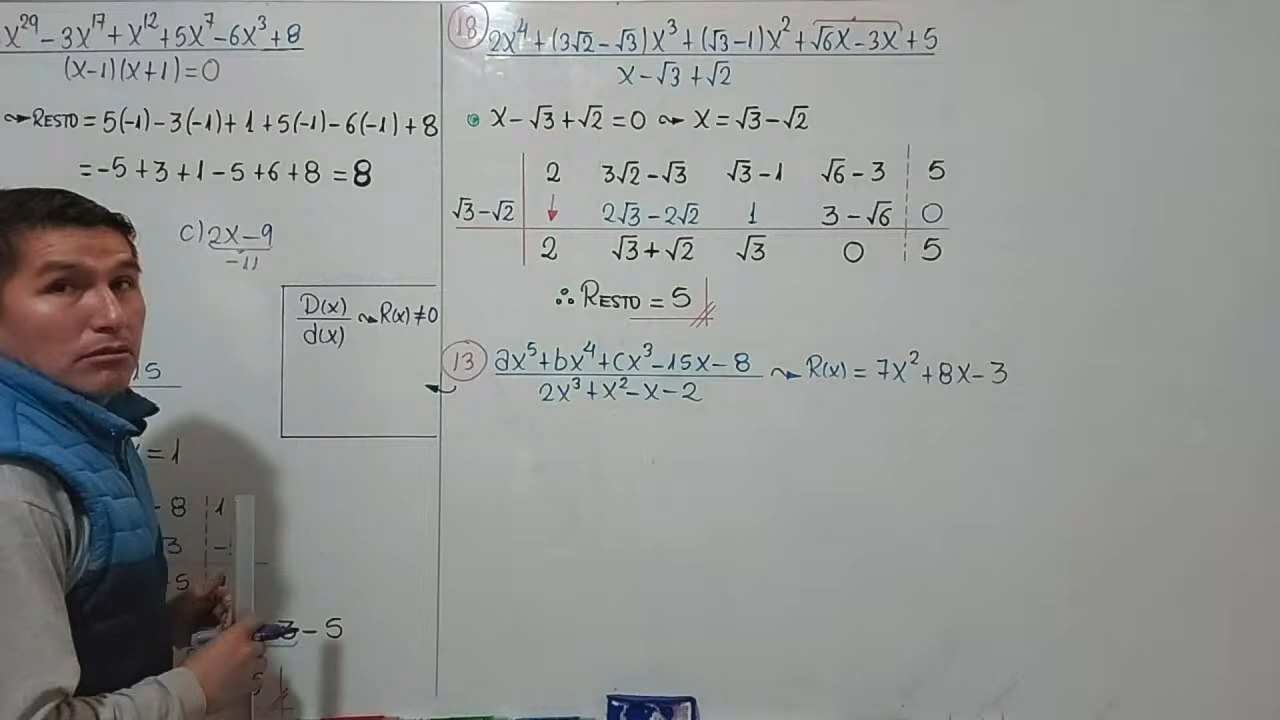 x²⁹ – 3x¹⁷ + x¹² + 5x⁷ – 6x³ + 8
(x–1)(x+1) = 0
⤳ RESTO = 5(-1) – 3(-1) + 1 + 5(-1) – 6(-1) + 8
= –5 + 3 + 1 – 5 + 6 + 8 = 8
c) 2x – 9
–11
D(x)
d(x)
⤳ R(x) ≠ 0
15
= 1
- 8 | 1
3 | -
5
- 5
18
2x⁴ + (3√2 – √3)x³ + (√3 – 1)x² + √6x – 3x + 5
x – √3 + √2
x – √3 + √2 = 0 ⤳ x = √3 – √2
2 3√2 – √3 √3 – 1 √6 – 3 5
√3 – √2 2√3 – 2√2 1 3 – √6 0
2 √3 + √2 √3 0 5
∴ RESTO = 5
13
ax⁵ + bx⁴ + cx³ – 15x – 8
2x³ + x² – x – 2
⤳ R(x) = 7x² + 8x – 3